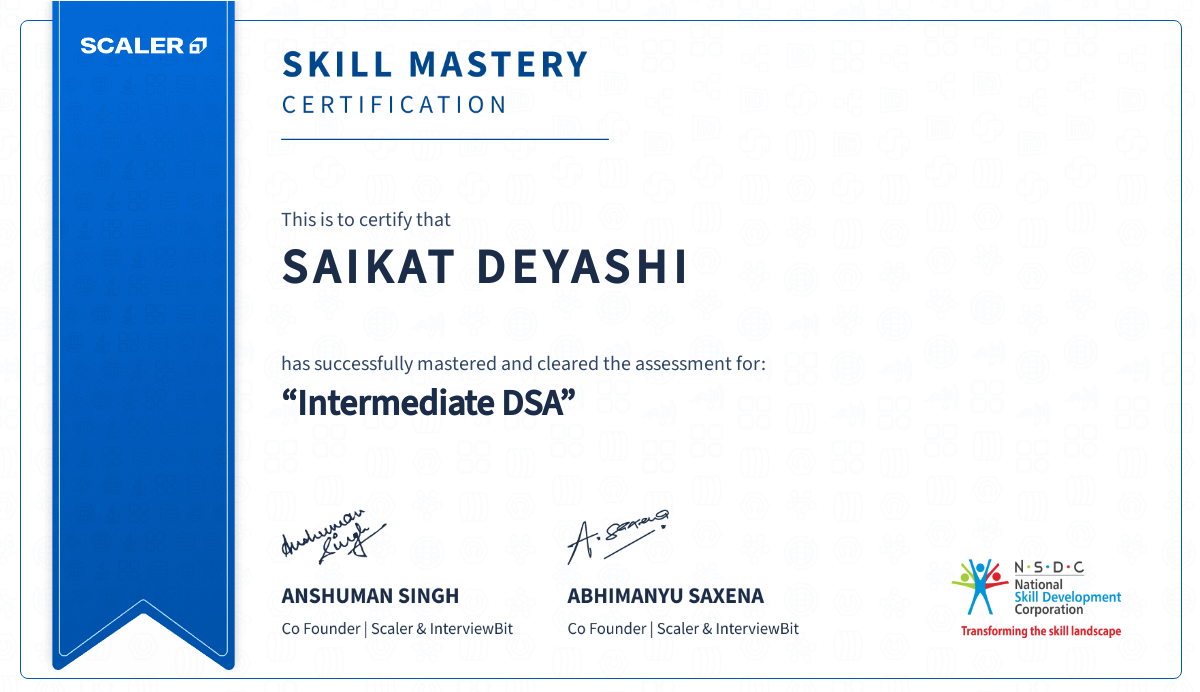 SCALER
SKILL MASTERY
CERTIFICATION
This is to certify that
SAIKAT DEYASHI
has successfully mastered and cleared the assessment for:
“Intermediate DSA”
Anshuman Singh
A. Saxena
ANSHUMAN SINGH
ABHIMANYU SAXENA
Co Founder | Scaler & InterviewBit
Co Founder | Scaler & InterviewBit
N·S·D·C
National
Skill Development
Corporation
Transforming the skill landscape